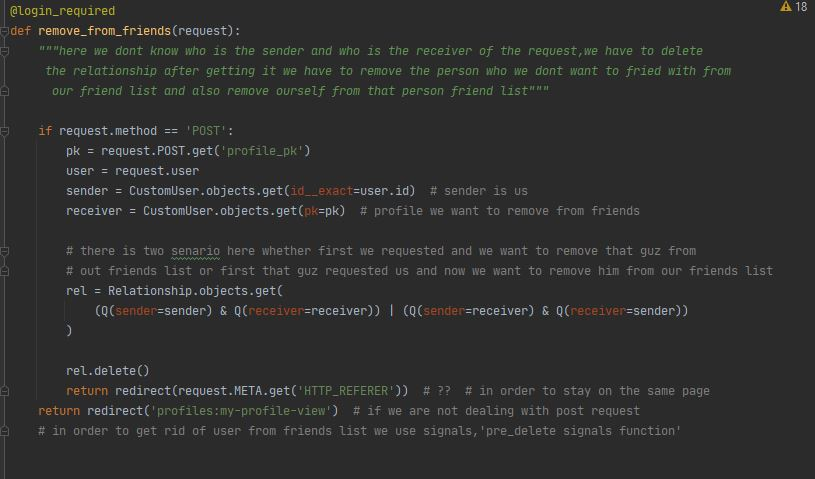 @login_required
18
def remove_from_friends(request):
    """here we dont know who is the sender and who is the receiver of the request,we have to delete
     the relationship after getting it we have to remove the person who we dont want to fried with from
      our friend list and also remove ourself from that person friend list"""
    if request.method == 'POST':
        pk = request.POST.get('profile_pk')
        user = request.user
        sender = CustomUser.objects.get(id__exact=user.id)  # sender is us
        receiver = CustomUser.objects.get(pk=pk)  # profile we want to remove from friends
        # there is two senario here whether first we requested and we want to remove that guz from
        # out friends list or first that guz requested us and now we want to remove him from our friends list
        rel = Relationship.objects.get(
            (Q(sender=sender) & Q(receiver=receiver)) | (Q(sender=receiver) & Q(receiver=sender))
        )
        rel.delete()
        return redirect(request.META.get('HTTP_REFERER'))  # ??  # in order to stay on the same page
    return redirect('profiles:my-profile-view')  # if we are not dealing with post request
    # in order to get rid of user from friends list we use signals,'pre_delete signals function'